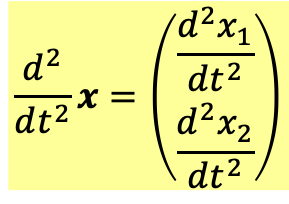 d²/dt² x = (d²x₁/dt²
d²x₂/dt²)